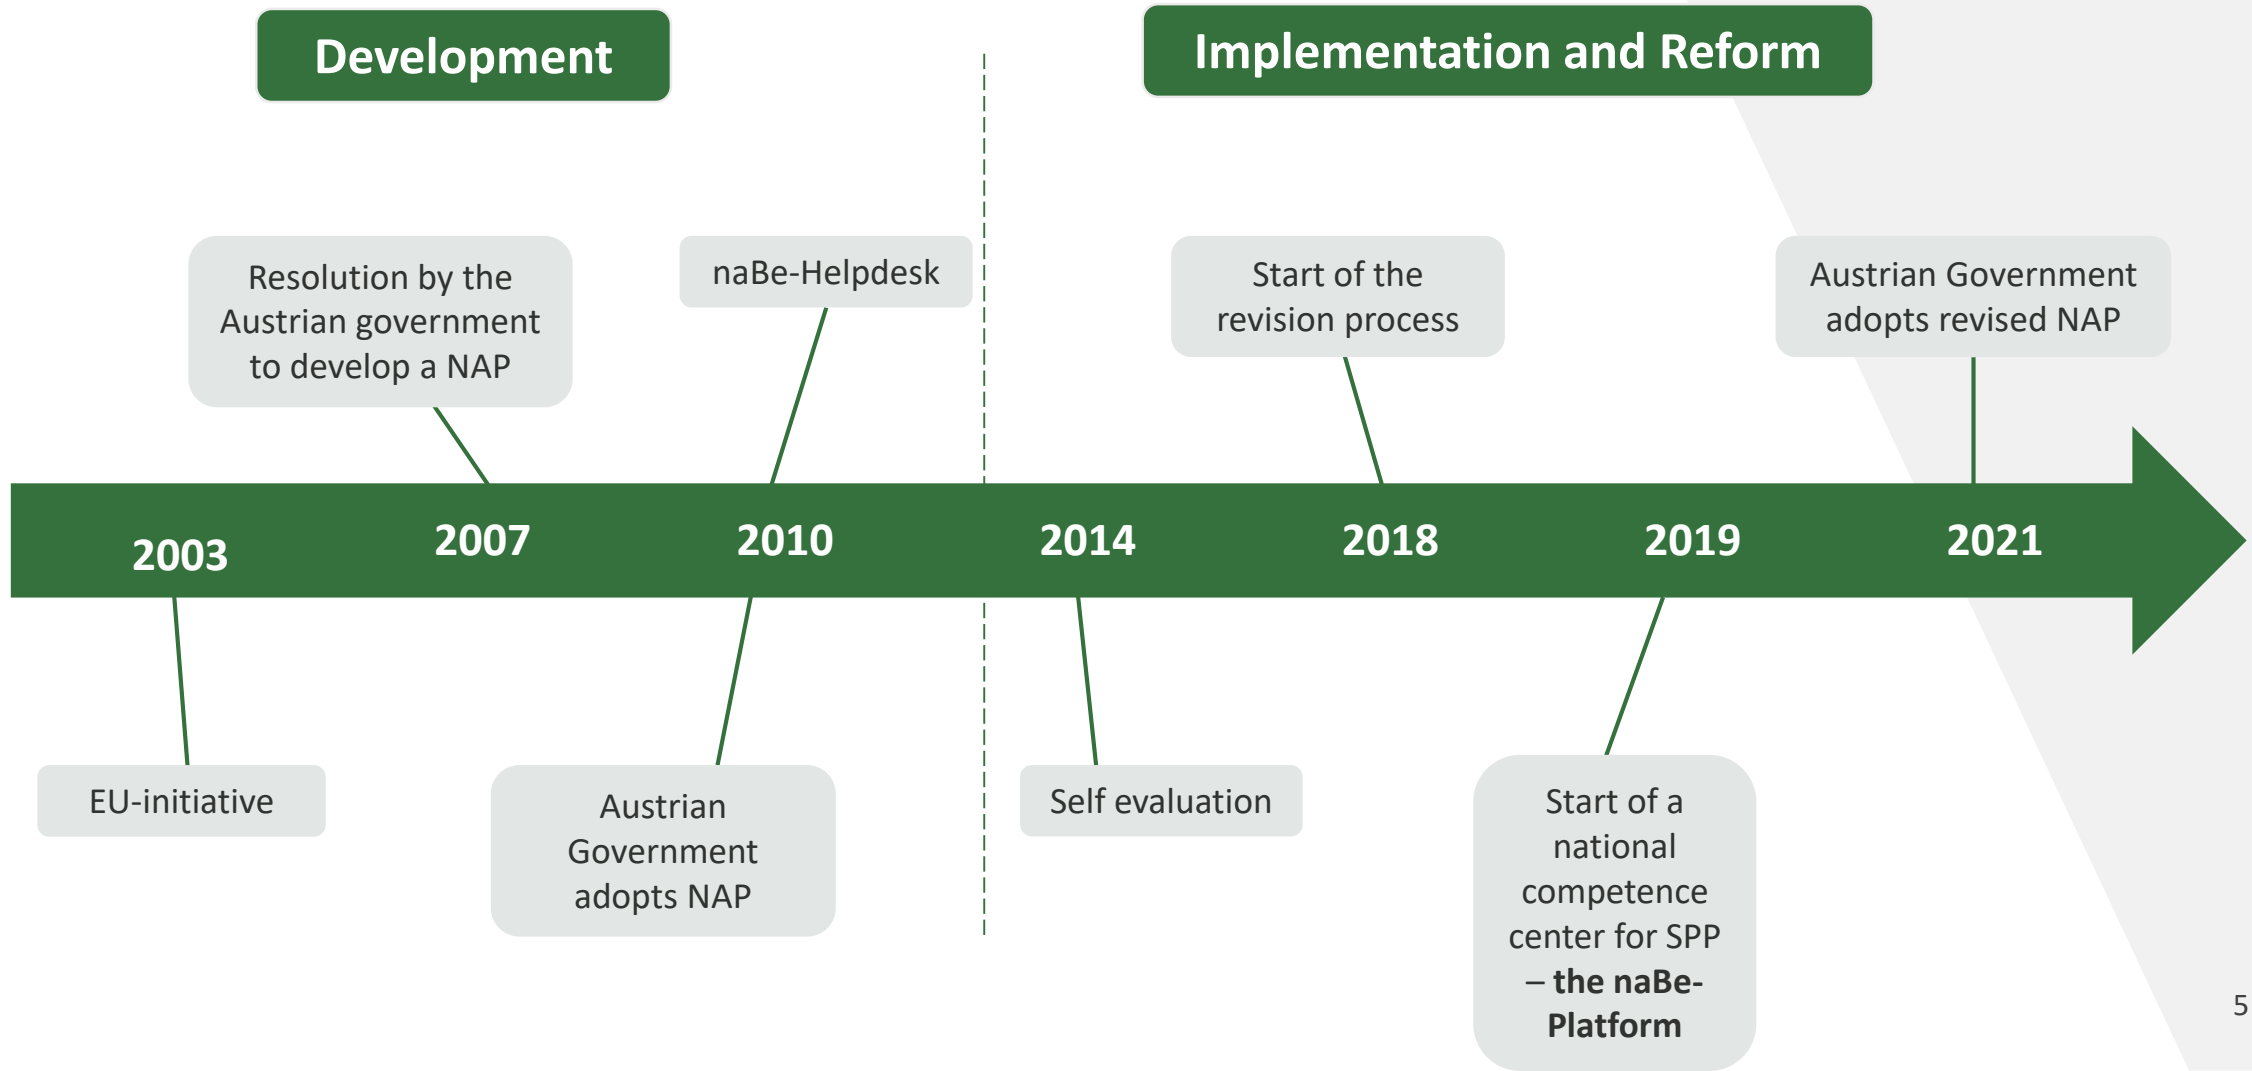 Development
Implementation and Reform
Resolution by the
Austrian government
to develop a NAP
naBe-Helpdesk
Start of the
revision process
Austrian Government
adopts revised NAP
2003
2007
2010
2014
2018
2019
2021
EU-initiative
Austrian
Government
adopts NAP
Self evaluation
Start of a
national
competence
center for SPP
– the naBe-
Platform
5